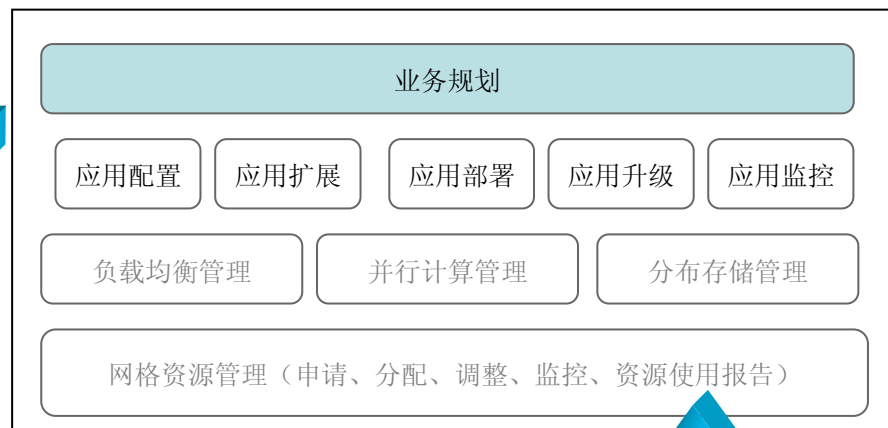 业务规划
应用配置 应用扩展 应用部署 应用升级 应用监控
负载均衡管理 并行计算管理 分布存储管理
网格资源管理（申请、分配、调整、监控、资源使用报告）